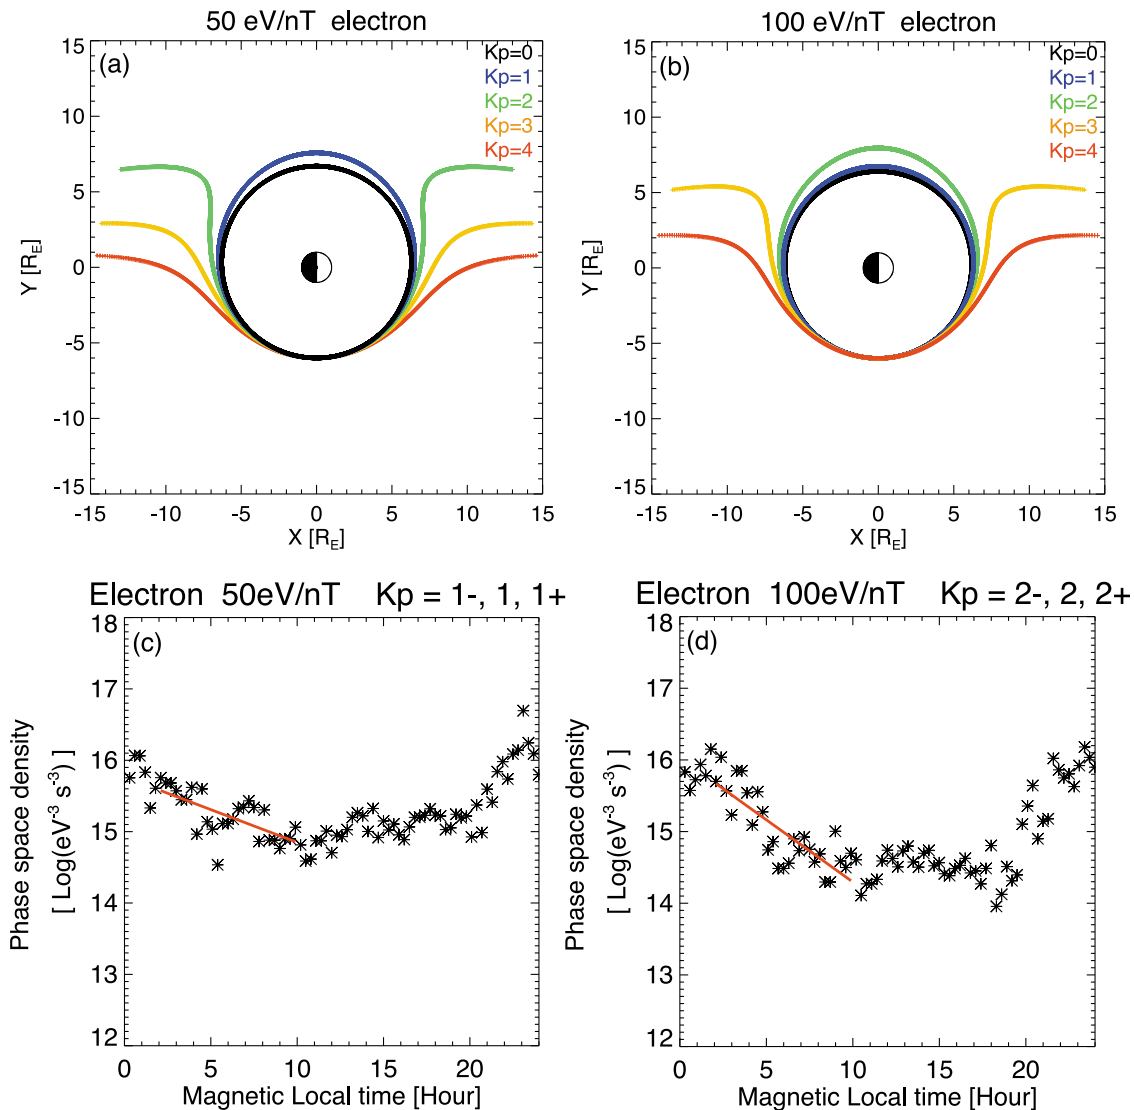 50 eV/nT electron
(a)
Kp=0
Kp=1
Kp=2
Kp=3
Kp=4
15
10
5
0
-5
-10
-15
Y [RE]
-15 -10 -5 0 5 10 15
X [RE]
100 eV/nT electron
(b)
Kp=0
Kp=1
Kp=2
Kp=3
Kp=4
15
10
5
0
-5
-10
-15
Y [RE]
-15 -10 -5 0 5 10 15
X [RE]
Electron 50eV/nT Kp = 1-, 1, 1+
(c)
18
17
16
15
14
13
12
Phase space density
[ Log(eV-3 s-3) ]
0 5 10 15 20
Magnetic Local time [Hour]
Electron 100eV/nT Kp = 2-, 2, 2+
(d)
18
17
16
15
14
13
12
Phase space density
[ Log(eV-3 s-3) ]
0 5 10 15 20
Magnetic Local time [Hour]